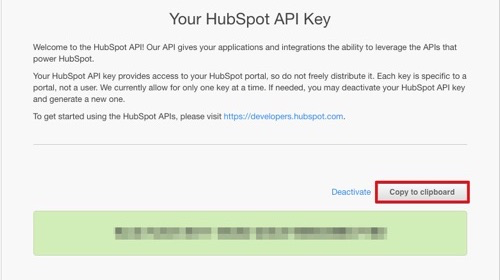 Your HubSpot API Key
Welcome to the HubSpot API! Our API gives your applications and integrations the ability to leverage the APIs that
power HubSpot.
Your HubSpot API key provides access to your HubSpot portal, so do not freely distribute it. Each key is specific to a
portal, not a user. We currently allow for only one key at a time. If needed, you may deactivate your HubSpot API key
and generate a new one.
To get started using the HubSpot APIs, please visit https://developers.hubspot.com.
Deactivate Copy to clipboard